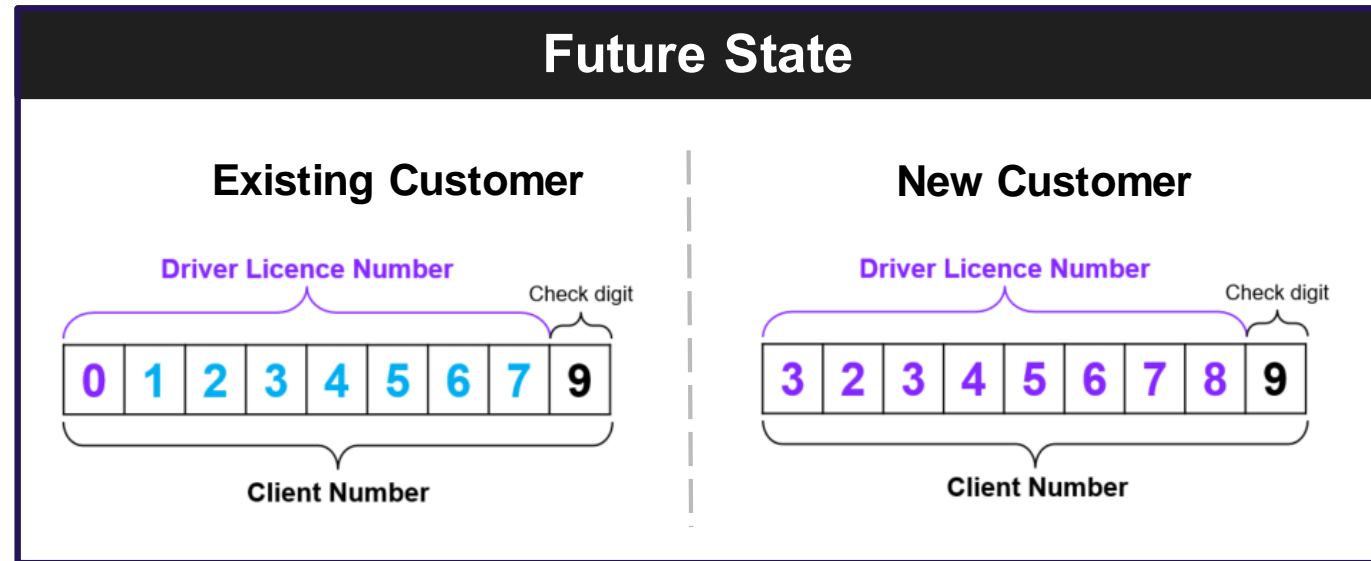 Future State
Existing Customer
Driver Licence Number
Check digit
0 1 2 3 4 5 6 7 9
Client Number
New Customer
Driver Licence Number
Check digit
3 2 3 4 5 6 7 8 9
Client Number